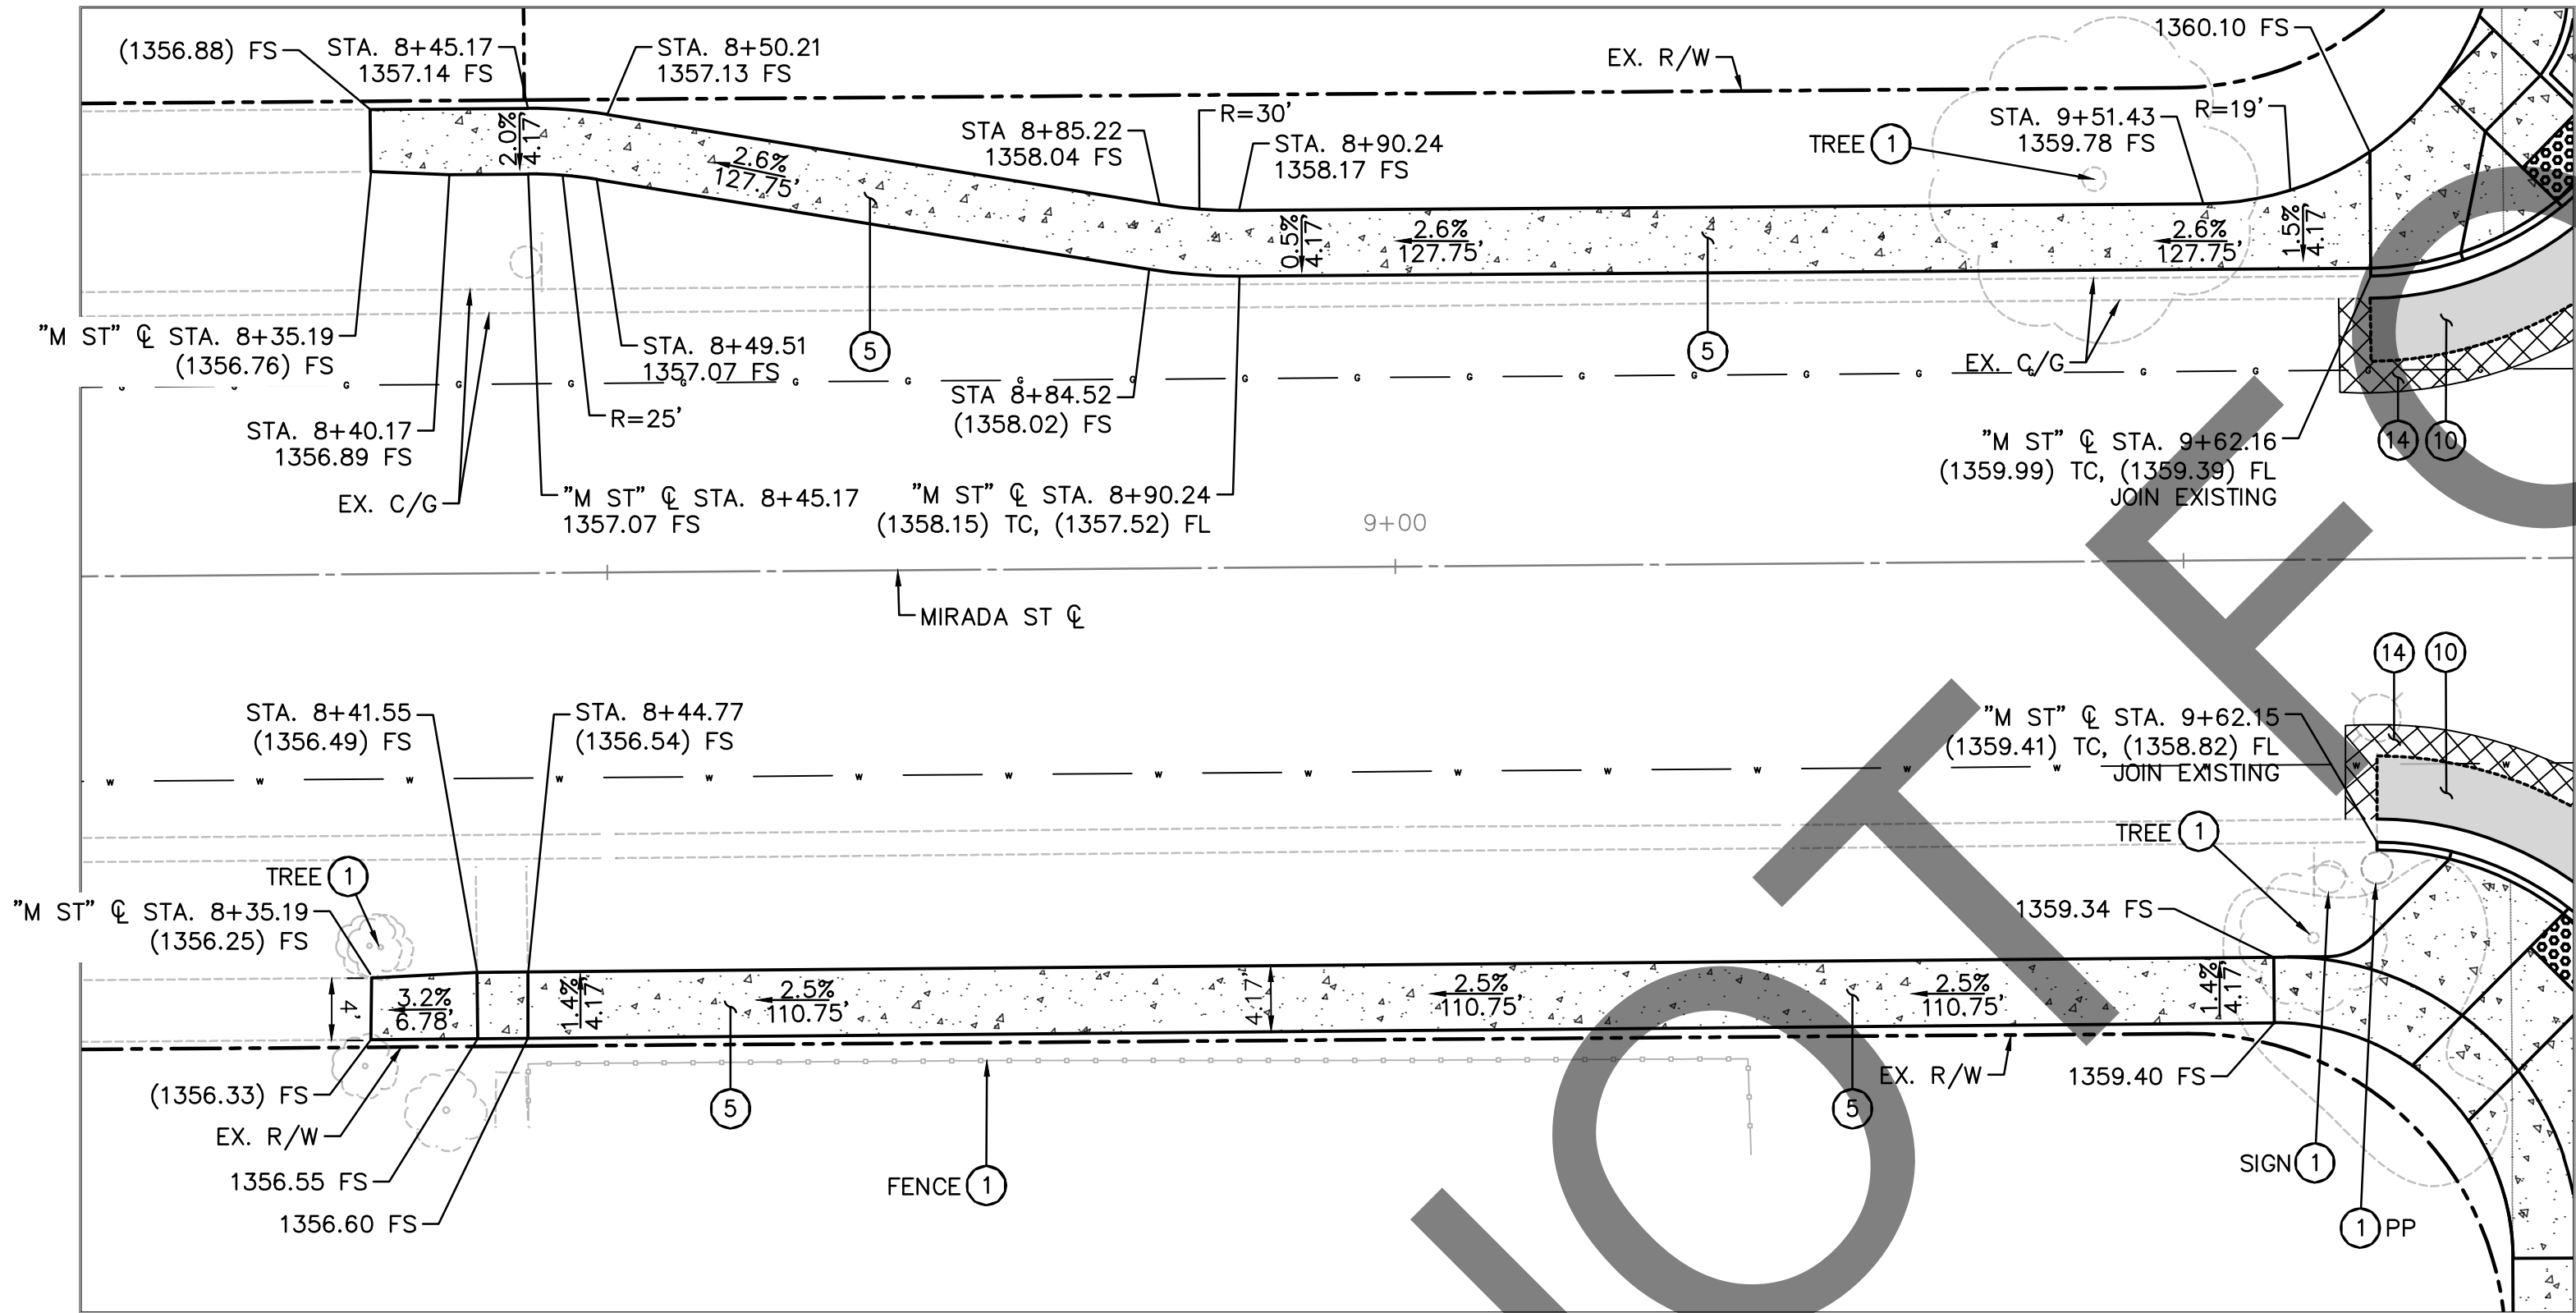 (1356.88) FS
STA. 8+45.17
1357.14 FS
STA. 8+50.21
1357.13 FS
EX. R/W
1360.10 FS
R=30'
STA 8+85.22
1358.04 FS
STA. 8+90.24
1358.17 FS
TREE 1
STA. 9+51.43
1359.78 FS
R=19'
2.0%
4.17'
2.6%
127.75'
0.5%
4.17'
2.6%
127.75'
2.6%
127.75'
1.5%
4.17'
"M ST" ℄ STA. 8+35.19
(1356.76) FS
STA. 8+49.51
1357.07 FS
5
5
EX. C/G
G G G G G G G G G G G G G G G G G G G G
STA 8+84.52
(1358.02) FS
R=25'
STA. 8+40.17
1356.89 FS
EX. C/G
"M ST" ℄ STA. 8+45.17
1357.07 FS
"M ST" ℄ STA. 8+90.24
(1358.15) TC, (1357.52) FL
"M ST" ℄ STA. 9+62.16
(1359.99) TC, (1359.39) FL
JOIN EXISTING
14 10
9+00
MIRADA ST ℄
14 10
STA. 8+41.55
(1356.49) FS
STA. 8+44.77
(1356.54) FS
"M ST" ℄ STA. 9+62.15
(1359.41) TC, (1358.82) FL
JOIN EXISTING
W W W W W W W W W W W W W W W W W
TREE 1
TREE 1
"M ST" ℄ STA. 8+35.19
(1356.25) FS
1359.34 FS
4'
3.2%
6.78'
1.4%
4.17'
2.5%
110.75'
4.17'
2.5%
110.75'
2.5%
110.75'
1.4%
4.17'
(1356.33) FS
EX. R/W
1356.55 FS
1356.60 FS
5
FENCE 1
5
EX. R/W
1359.40 FS
SIGN 1
1 PP